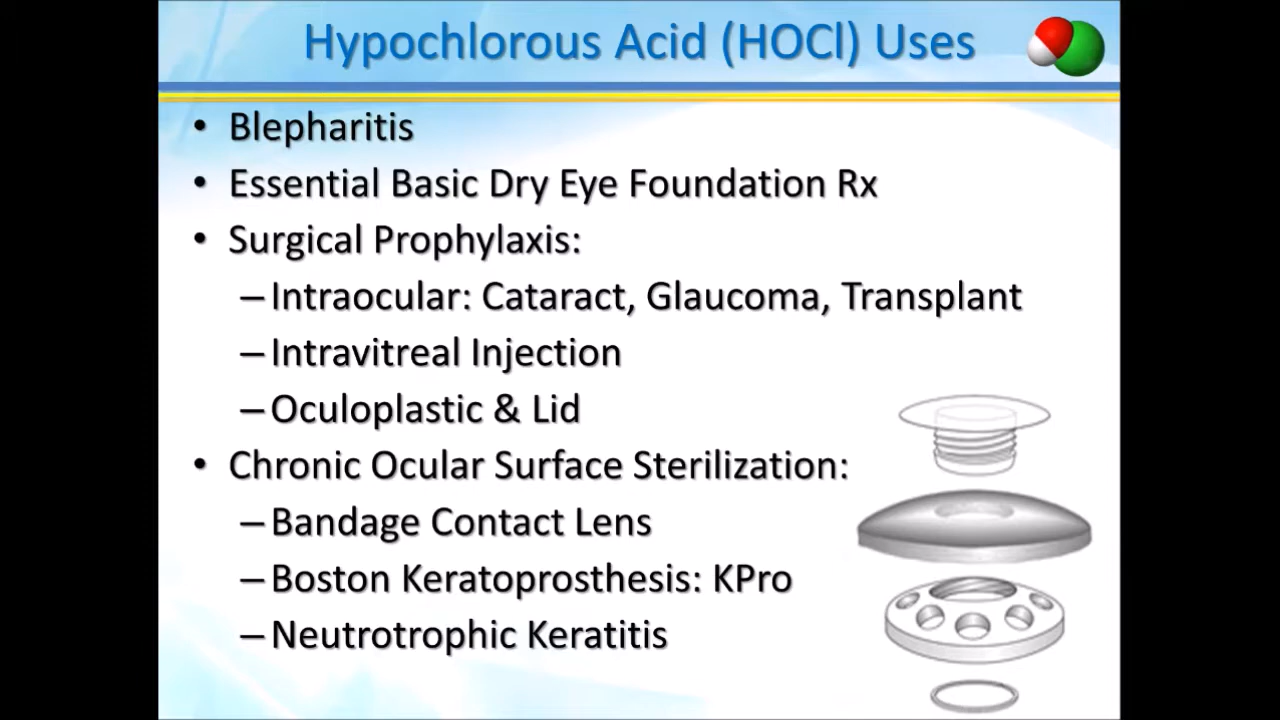 Hypochlorous Acid (HOCl) Uses
• Blepharitis
• Essential Basic Dry Eye Foundation Rx
• Surgical Prophylaxis:
–Intraocular: Cataract, Glaucoma, Transplant
–Intravitreal Injection
–Oculoplastic & Lid
• Chronic Ocular Surface Sterilization:
–Bandage Contact Lens
–Boston Keratoprosthesis: KPro
–Neutrotrophic Keratitis